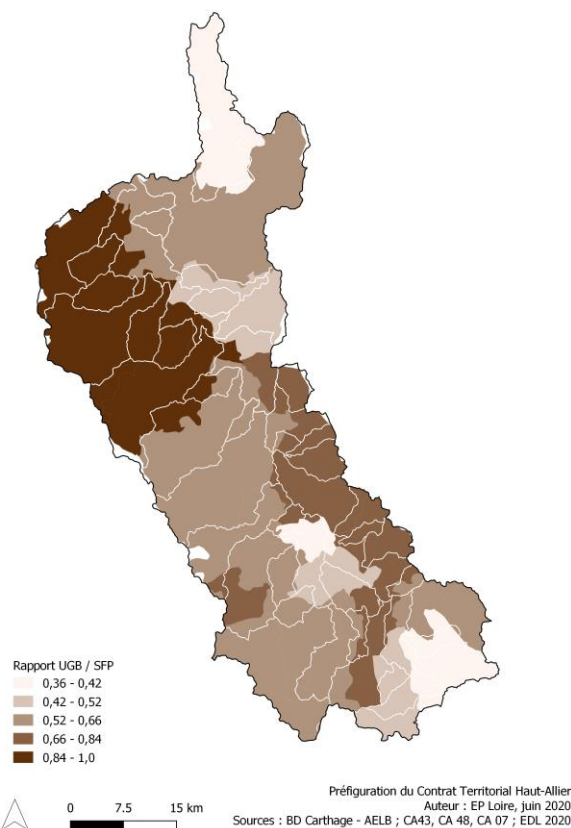 Rapport UGB / SFP
0,36 - 0,42
0,42 - 0,52
0,52 - 0,66
0,66 - 0,84
0,84 - 1,0
0 7.5 15 km
Préfiguration du Contrat Territorial Haut-Allier
Auteur : EP Loire, juin 2020
Sources : BD Carthage - AELB ; CA43, CA 48, CA 07 ; EDL 2020